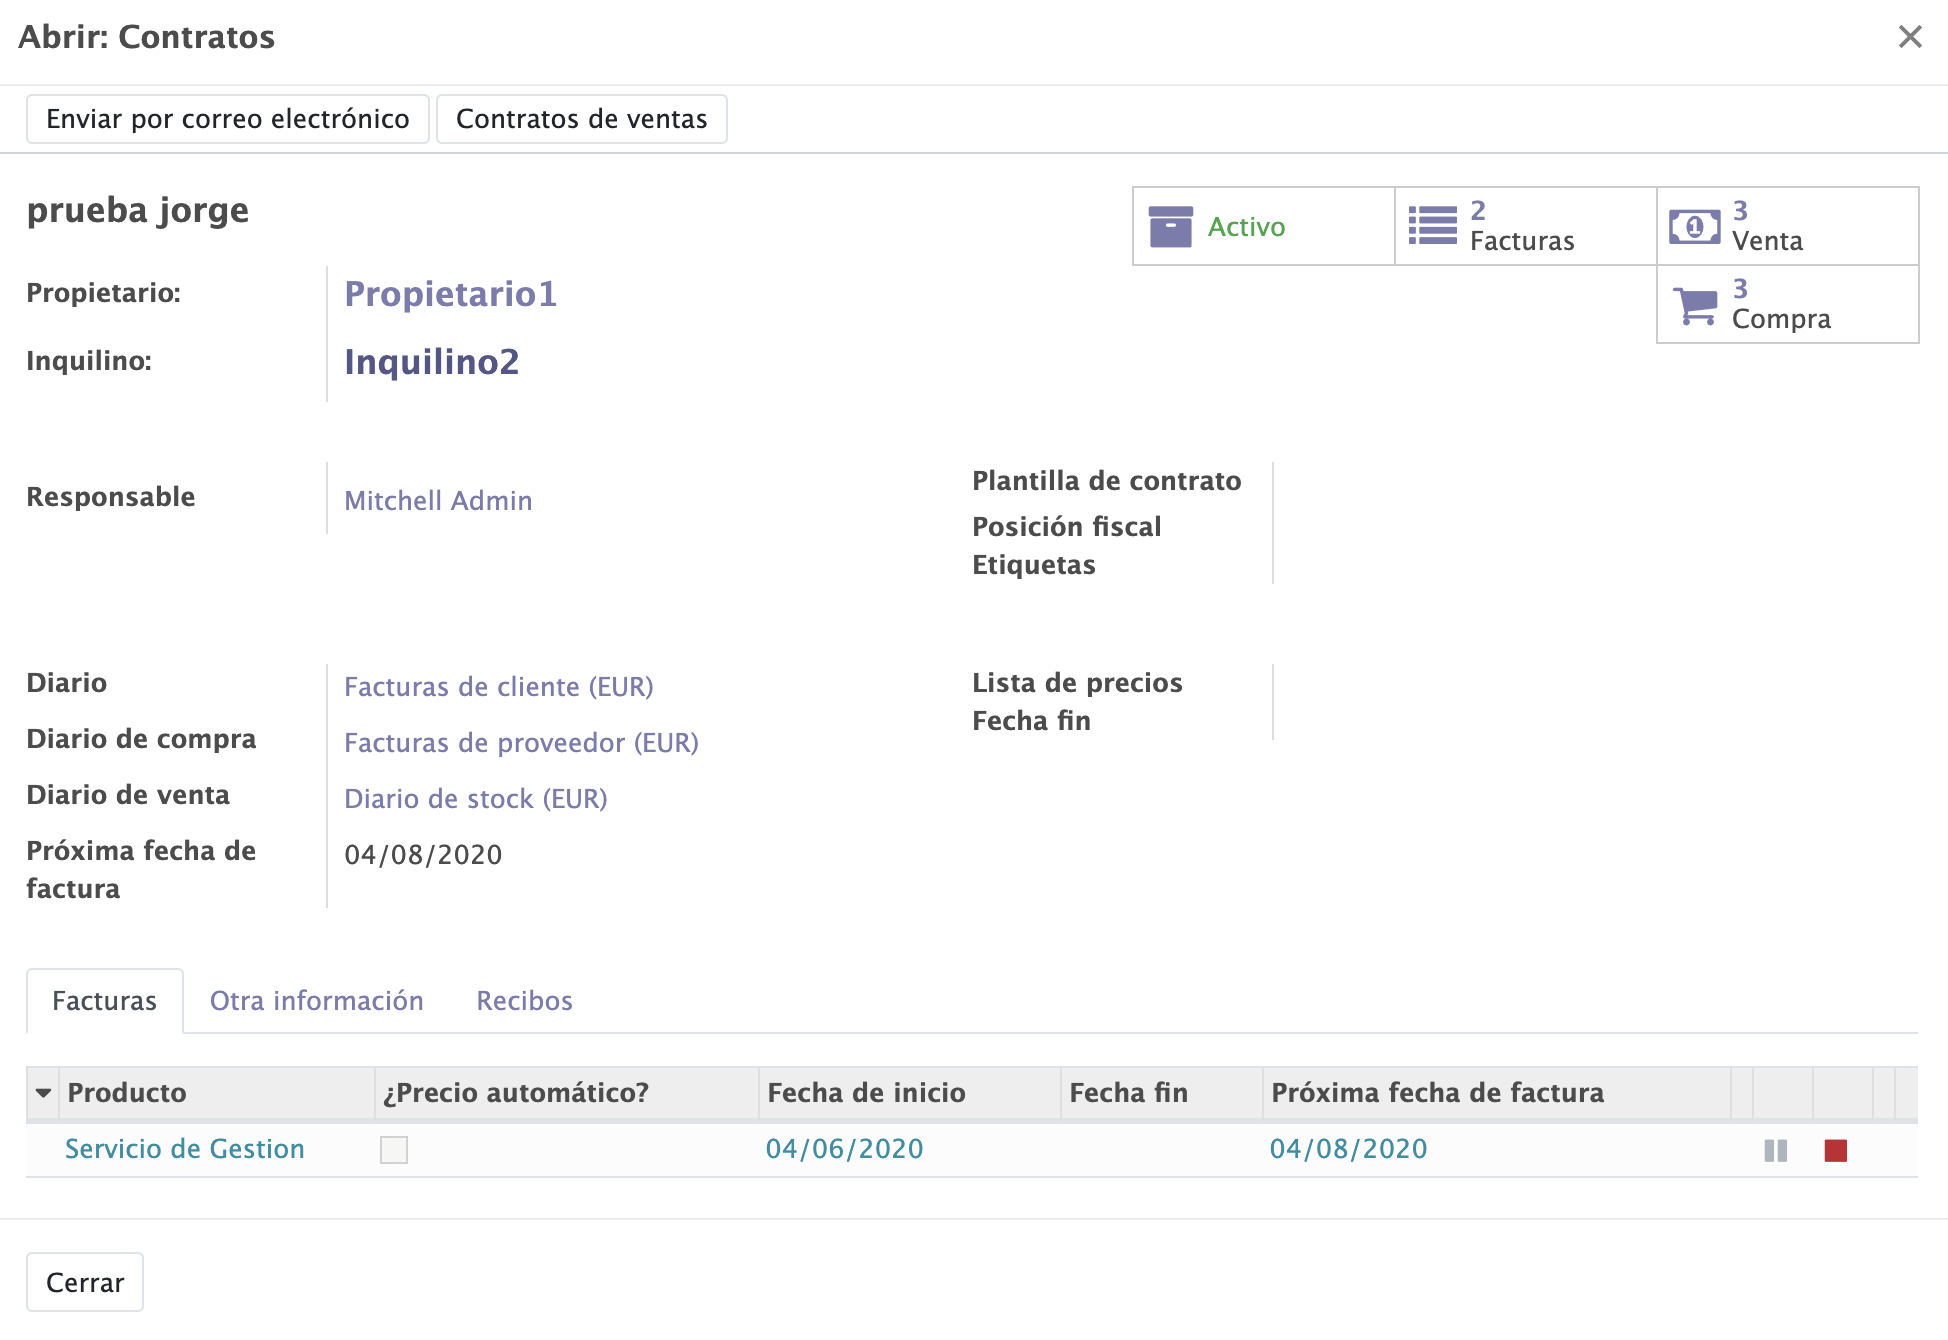 Abrir: Contratos
Enviar por correo electrónico
Contratos de ventas
prueba jorge
Activo
2
Facturas
3
Venta
3
Compra
Propietario:
Propietario1
Inquilino:
Inquilino2
Responsable
Mitchell Admin
Plantilla de contrato
Posición fiscal
Etiquetas
Diario
Facturas de cliente (EUR)
Diario de compra
Facturas de proveedor (EUR)
Diario de venta
Diario de stock (EUR)
Próxima fecha de
factura
04/08/2020
Lista de precios
Fecha fin
Facturas
Otra información
Recibos
Producto
¿Precio automático?
Fecha de inicio
Fecha fin
Próxima fecha de factura
Servicio de Gestion
04/06/2020
04/08/2020
Cerrar